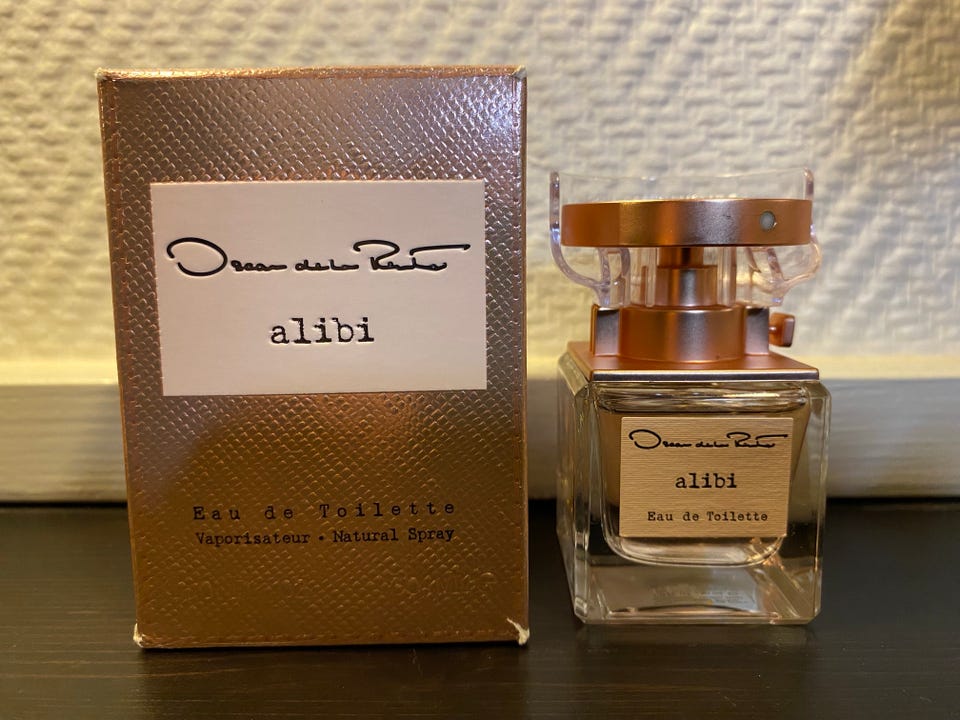 Oscar de la Renta
alibi
Eau de Toilette
Vaporisateur • Natural Spray
Oscar de la Renta
alibi
Eau de Toilette